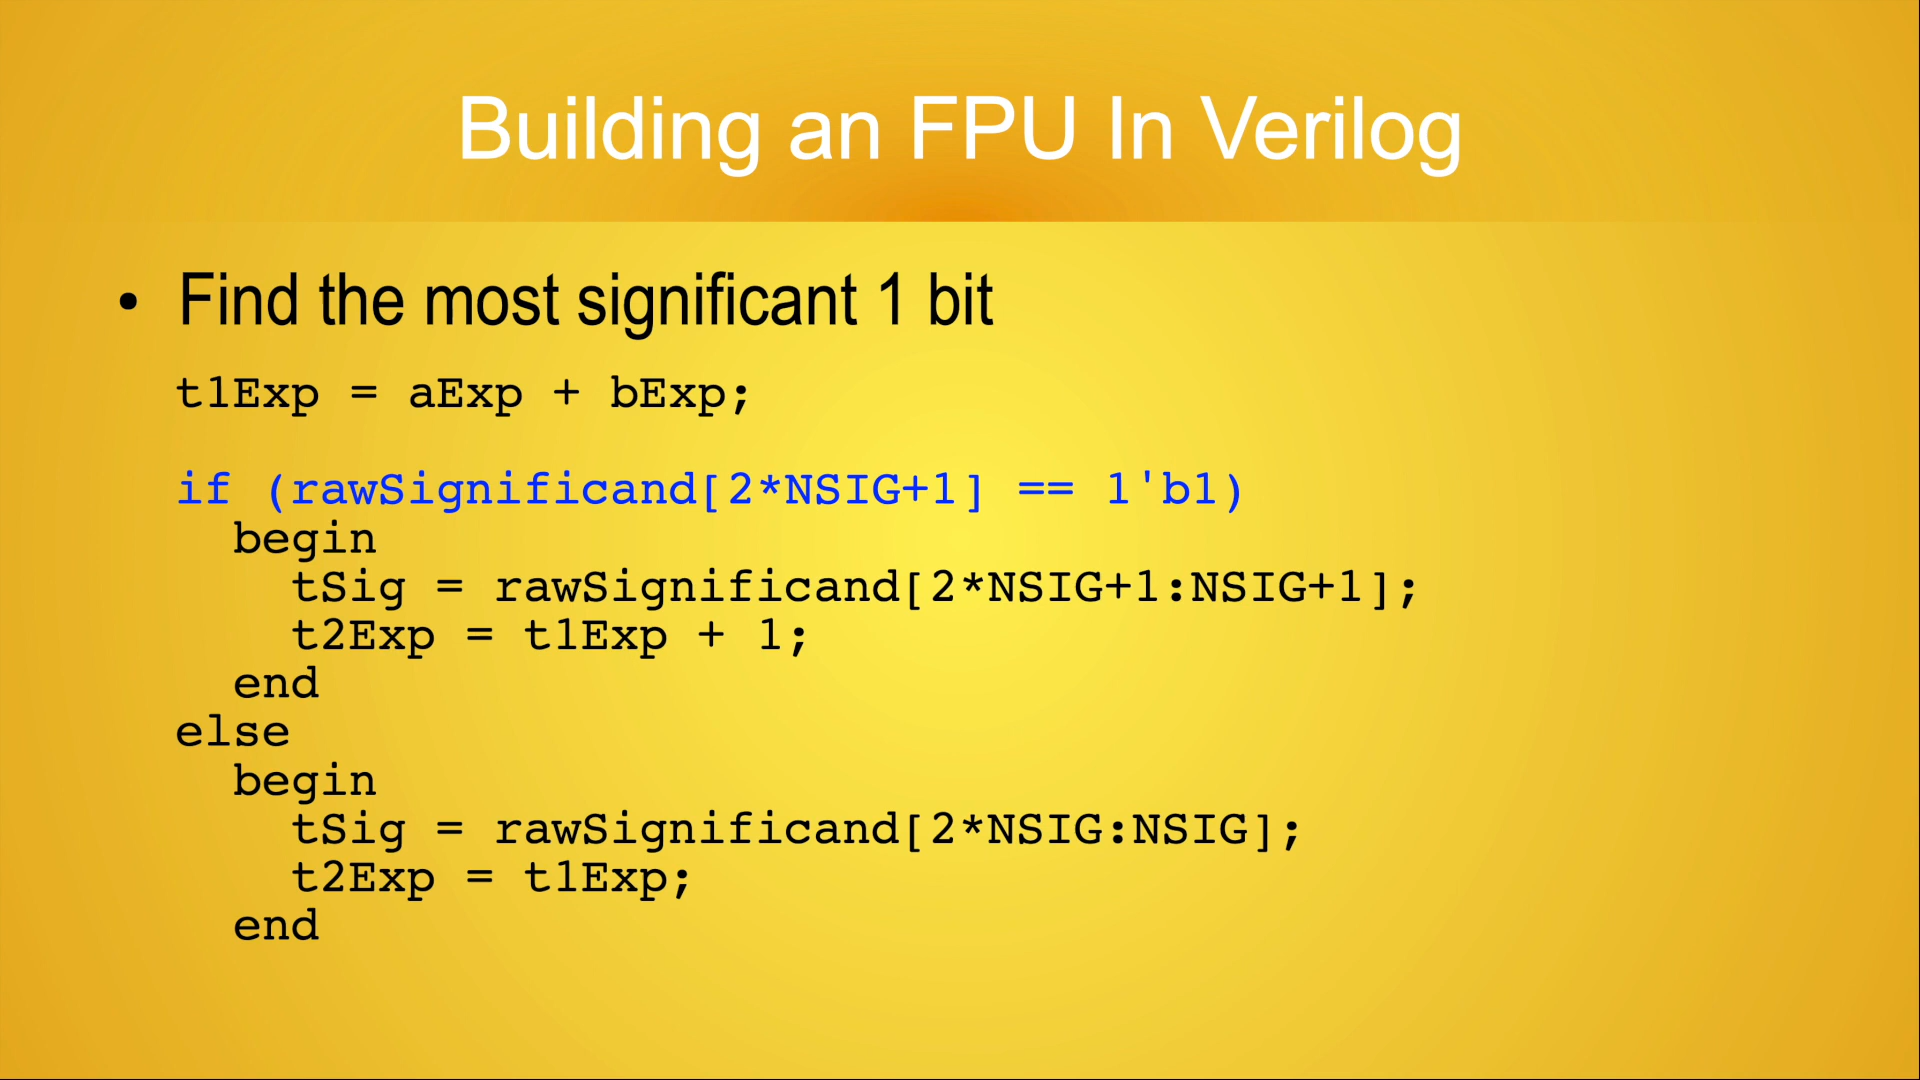 Building an FPU In Verilog
• Find the most significant 1 bit
t1Exp = aExp + bExp;
if (rawSignificand[2*NSIG+1] == 1'b1)
begin
tSig = rawSignificand[2*NSIG+1:NSIG+1];
t2Exp = t1Exp + 1;
end
else
begin
tSig = rawSignificand[2*NSIG:NSIG];
t2Exp = t1Exp;
end